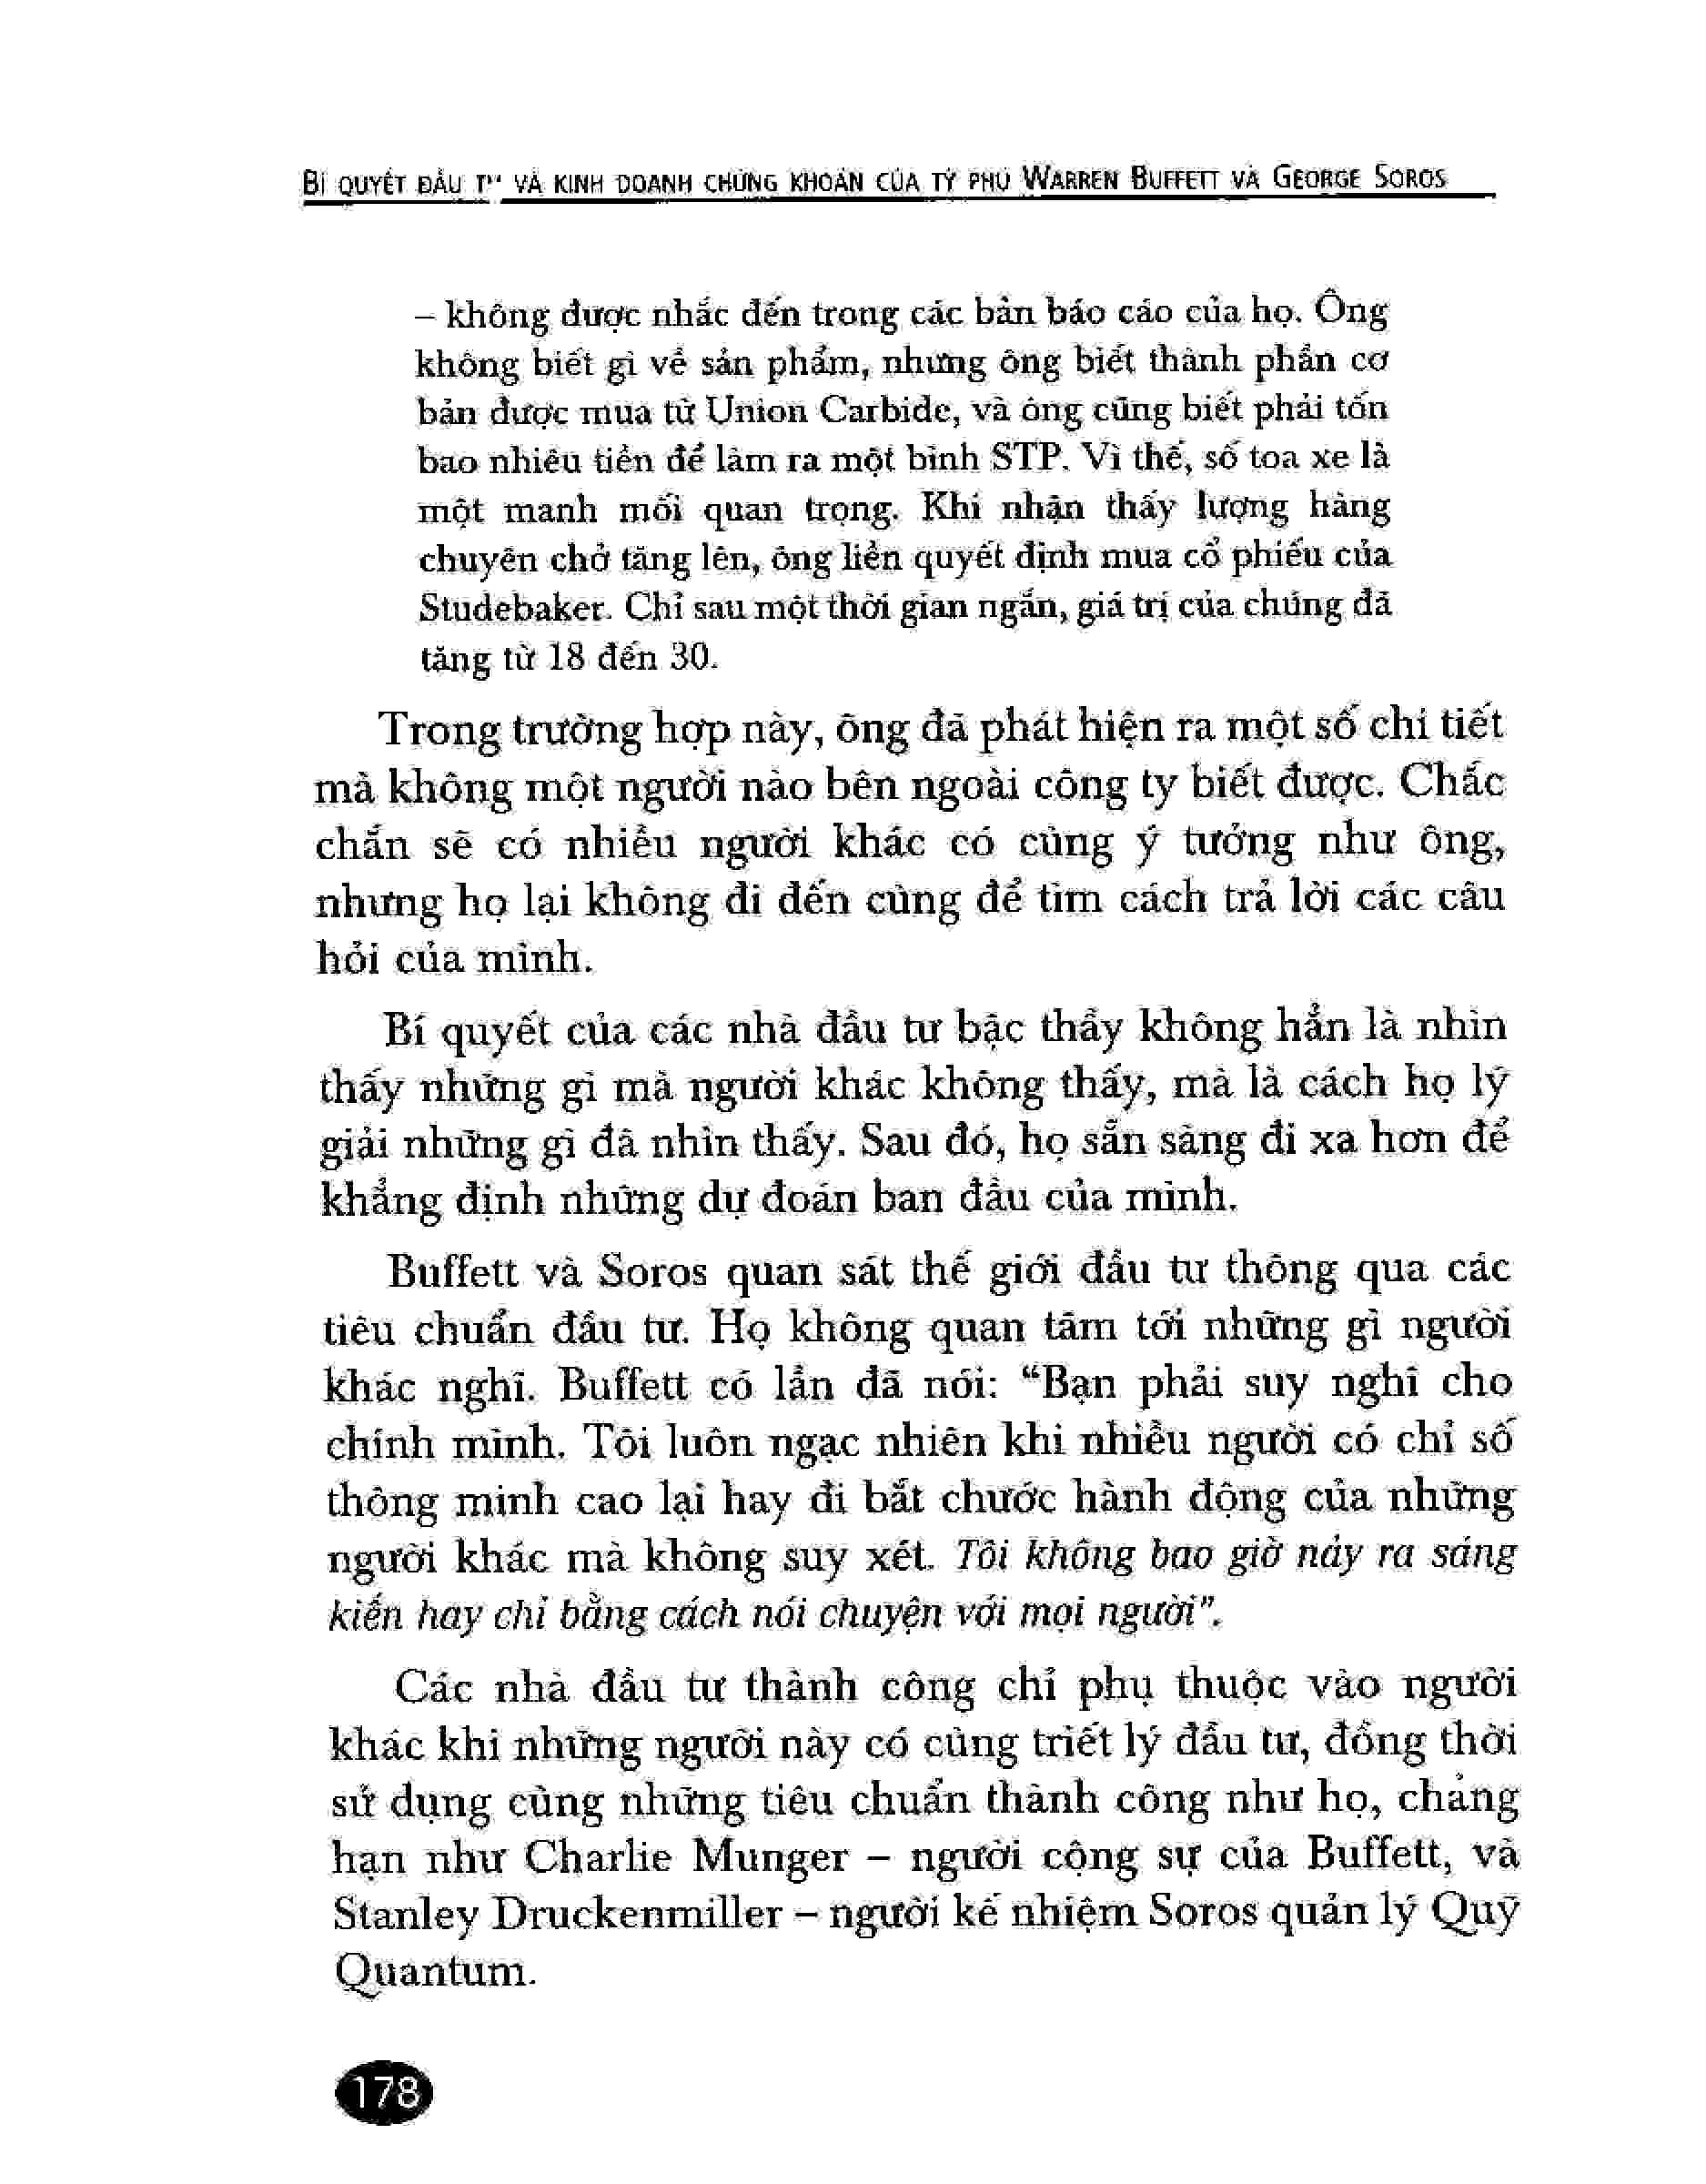 BÍ QUYẾT ĐẦU TƯ VÀ KINH DOANH CHỨNG KHOÁN CỦA TỶ PHÚ WARREN BUFFETT VÀ GEORGE SOROS
– không được nhắc đến trong các bản báo cáo của họ. Ông
không biết gì về sản phẩm, nhưng ông biết thành phần cơ
bản được mua từ Union Carbide, và ông cũng biết phải tốn
bao nhiêu tiền để làm ra một bình STP. Vì thế, số toa xe là
một manh mối quan trọng. Khi nhận thấy lượng hàng
chuyên chở tăng lên, ông liền quyết định mua cổ phiếu của
Studebaker. Chỉ sau một thời gian ngắn, giá trị của chúng đã
tăng từ 18 đến 30.
Trong trường hợp này, ông đã phát hiện ra một số chi tiết
mà không một người nào bên ngoài công ty biết được. Chắc
chắn sẽ có nhiều người khác có cùng ý tưởng như ông,
nhưng họ lại không đi đến cùng để tìm cách trả lời các câu
hỏi của mình.
Bí quyết của các nhà đầu tư bậc thầy không hẳn là nhìn
thấy những gì mà người khác không thấy, mà là cách họ lý
giải những gì đã nhìn thấy. Sau đó, họ sẵn sàng đi xa hơn để
khẳng định những dự đoán ban đầu của mình.
Buffett và Soros quan sát thế giới đầu tư thông qua các
tiêu chuẩn đầu tư. Họ không quan tâm tới những gì người
khác nghĩ. Buffett có lần đã nói: “Bạn phải suy nghĩ cho
chính mình. Tôi luôn ngạc nhiên khi nhiều người có chỉ số
thông minh cao lại hay đi bắt chước hành động của những
người khác mà không suy xét. Tôi không bao giờ nảy ra sáng
kiến hay chỉ bằng cách nói chuyện với mọi người”.
Các nhà đầu tư thành công chỉ phụ thuộc vào người
khác khi những người này có cùng triết lý đầu tư, đồng thời
sử dụng cùng những tiêu chuẩn thành công như họ, chẳng
hạn như Charlie Munger – người cộng sự của Buffett, và
Stanley Druckenmiller – người kế nhiệm Soros quản lý Quỹ
Quantum.
178